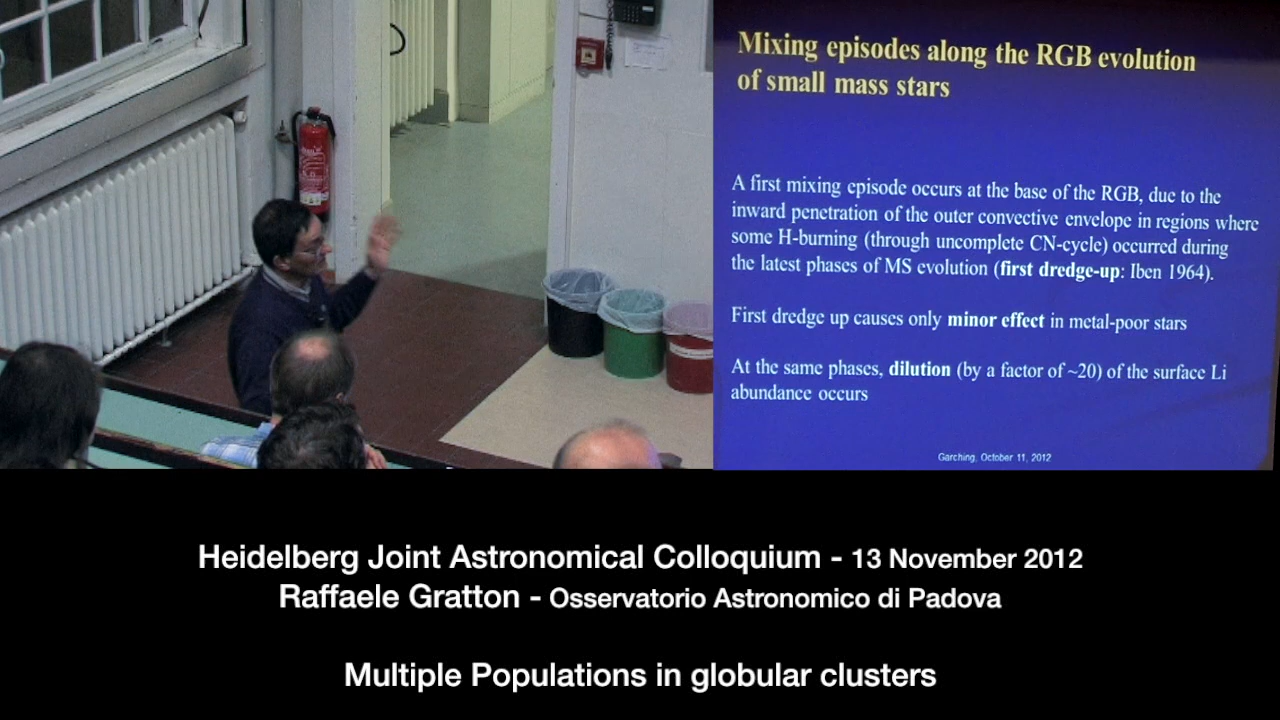 Mixing episodes along the RGB evolution
of small mass stars
A first mixing episode occurs at the base of the RGB, due to the
inward penetration of the outer convective envelope in regions where
some H-burning (through uncomplete CN-cycle) occurred during
the latest phases of MS evolution (first dredge-up: Iben 1964).
First dredge up causes only minor effect in metal-poor stars
At the same phases, dilution (by a factor of ~20) of the surface Li
abundance occurs
Garching, October 11, 2012
Heidelberg Joint Astronomical Colloquium - 13 November 2012
Raffaele Gratton - Osservatorio Astronomico di Padova
Multiple Populations in globular clusters